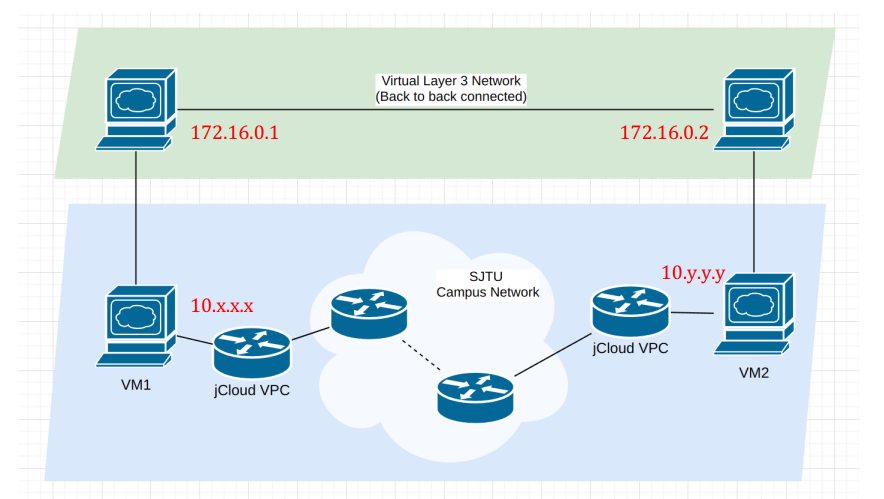 Virtual Layer 3 Network
(Back to back connected)
172.16.0.1
172.16.0.2
SJTU
Campus Network
10.x.x.x
10.y.y.y
VM1
jCloud VPC
jCloud VPC
VM2